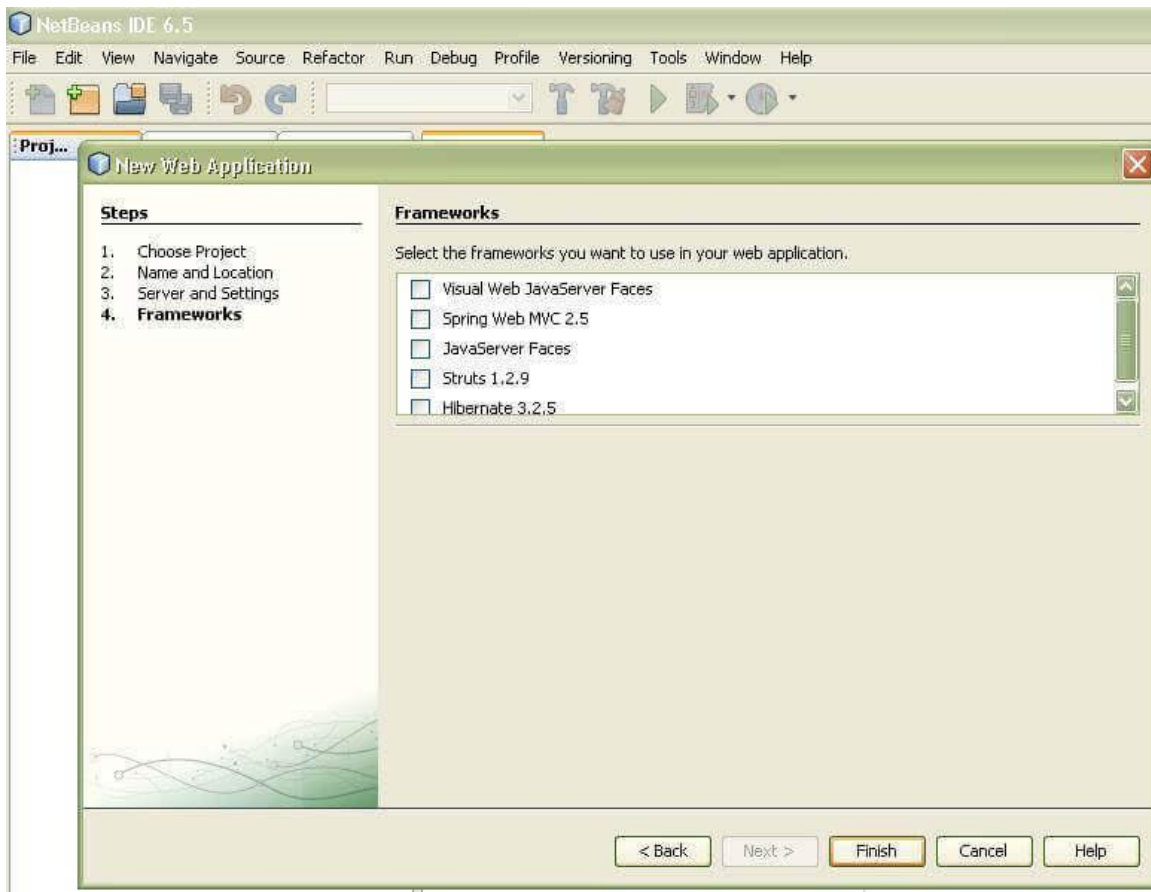 NetBeans IDE 6.5
File Edit View Navigate Source Refactor Run Debug Profile Versioning Tools Window Help
Proj...
New Web Application
Steps
1. Choose Project
2. Name and Location
3. Server and Settings
4. Frameworks
Frameworks
Select the frameworks you want to use in your web application.
Visual Web JavaServer Faces
Spring Web MVC 2.5
JavaServer Faces
Struts 1.2.9
Hibernate 3.2.5
< Back Next > Finish Cancel Help